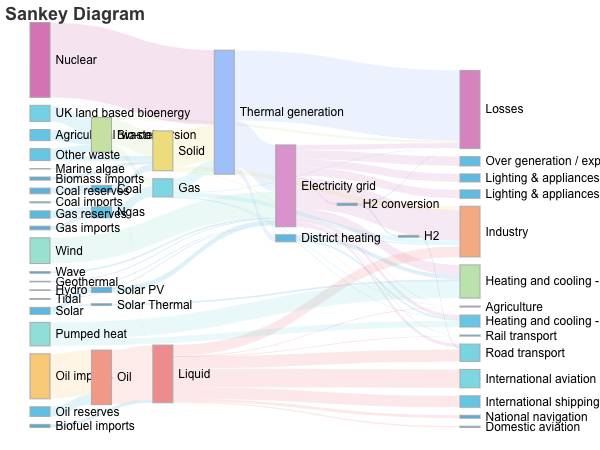 Sankey Diagram
Nuclear
UK land based bioenergy
Agricul
Bio-conversion
Other waste
Solid
Marine algae
Biomass imports
Coal reserves
Coal
Gas
Coal imports
Gas reserves
Ngas
Gas imports
Wind
Wave
Geothermal
Hydro
Solar PV
Tidal
Solar Thermal
Solar
Pumped heat
Oil imp
Oil
Liquid
Oil reserves
Biofuel imports
Thermal generation
Electricity grid
H2 conversion
District heating
H2
Losses
Over generation / exp
Lighting & appliances
Lighting & appliances
Industry
Heating and cooling -
Agriculture
Heating and cooling -
Rail transport
Road transport
International aviation
International shipping
National navigation
Domestic aviation